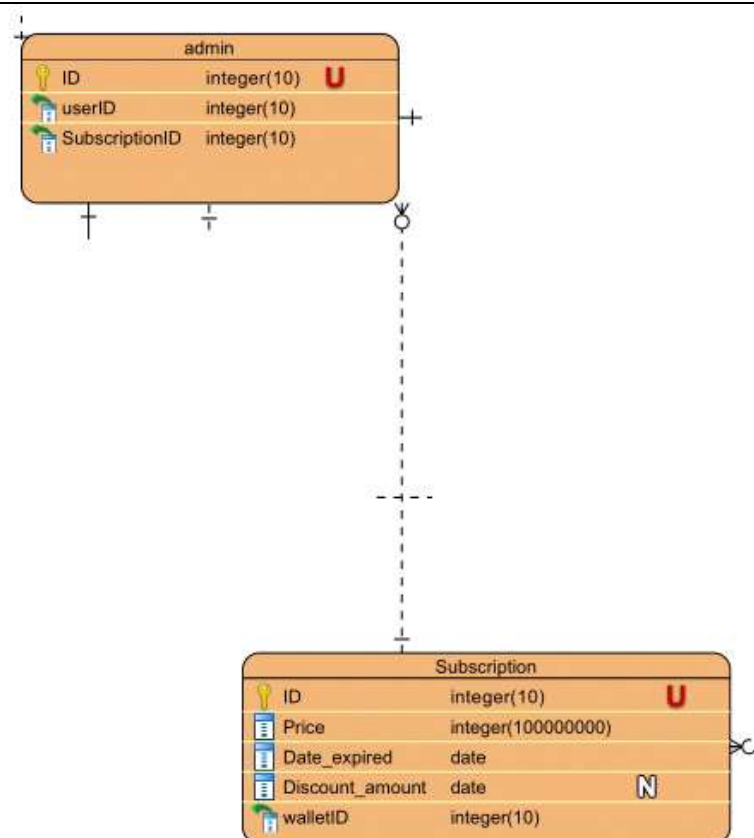 admin
ID integer(10) U
userID integer(10)
SubscriptionID integer(10)
Subscription
ID integer(10) U
Price integer(100000000)
Date_expired date
Discount_amount date N
walletID integer(10)